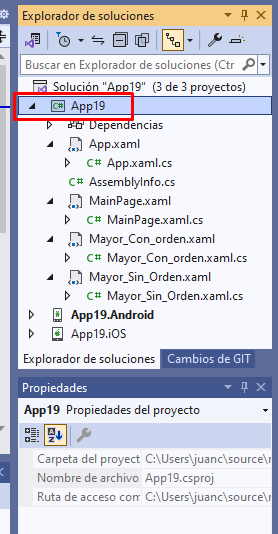 Explorador de soluciones
Buscar en Explorador de soluciones (Ctr
Solución "App19" (3 de 3 proyectos)
C# App19
Dependencias
App.xaml
C# App.xaml.cs
C# AssemblyInfo.cs
MainPage.xaml
C# MainPage.xaml.cs
Mayor_Con_orden.xaml
C# Mayor_Con_orden.xaml.cs
Mayor_Sin_Orden.xaml
C# Mayor_Sin_Orden.xaml.cs
App19.Android
App19.iOS
Explorador de soluciones Cambios de GIT
Propiedades
App19 Propiedades del proyecto
Carpeta del proyect C:\Users\juanc\source\r
Nombre de archivo App19.csproj
Ruta de acceso com C:\Users\juanc\source\r